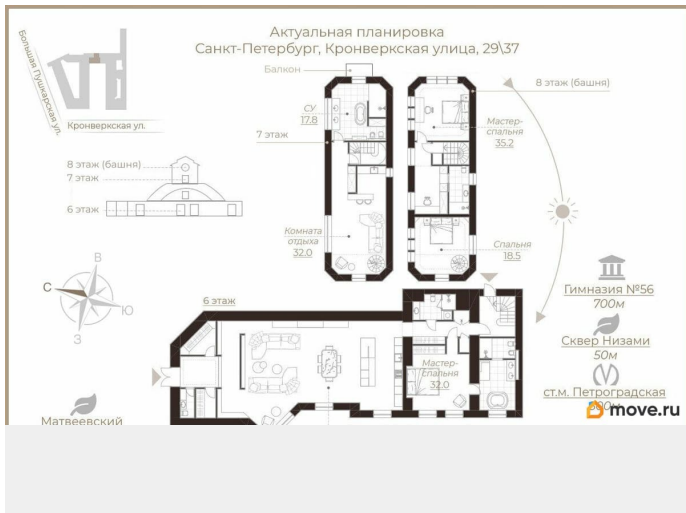 Актуальная планировка
Санкт-Петербург, Кронверкская улица, 29\37
Большая Пушкарская ул.
Кронверкская ул.
8 этаж (башня)
7 этаж
6 этаж
Балкон
СУ
17.8
7 этаж
Комната
отдыха
32.0
8 этаж (башня)
Мастер-
спальня
35.2
Спальня
18.5
В
С
Ю
З
6 этаж
Мастер-
спальня
32.0
Гимназия №56
700м
Сквер Низами
50м
ст.м. Петроградская
move.ru
Матвеевский